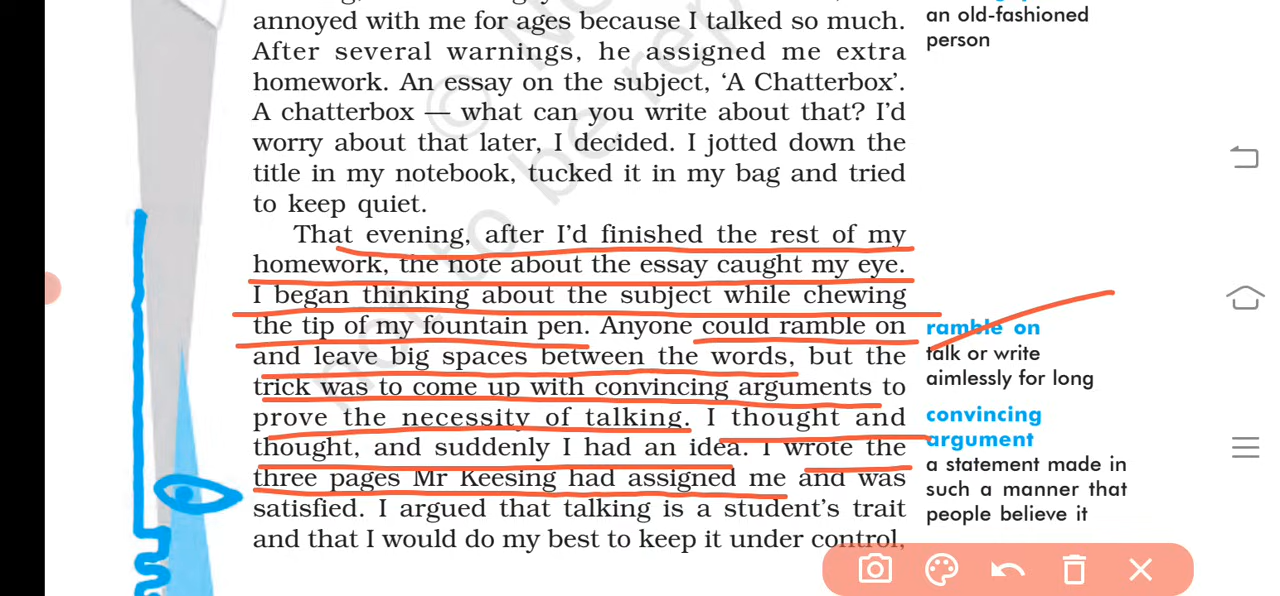 annoyed with me for ages because I talked so much.
After several warnings, he assigned me extra
homework. An essay on the subject, ‘A Chatterbox’.
A chatterbox — what can you write about that? I’d
worry about that later, I decided. I jotted down the
title in my notebook, tucked it in my bag and tried
to keep quiet.
That evening, after I’d finished the rest of my
homework, the note about the essay caught my eye.
I began thinking about the subject while chewing
the tip of my fountain pen. Anyone could ramble on
and leave big spaces between the words, but the
trick was to come up with convincing arguments to
prove the necessity of talking. I thought and
thought, and suddenly I had an idea. I wrote the
three pages Mr Keesing had assigned me and was
satisfied. I argued that talking is a student’s trait
and that I would do my best to keep it under control,
an old-fashioned
person
ramble on
talk or write
aimlessly for long
convincing
argument
a statement made in
such a manner that
people believe it
© N
not to be rep